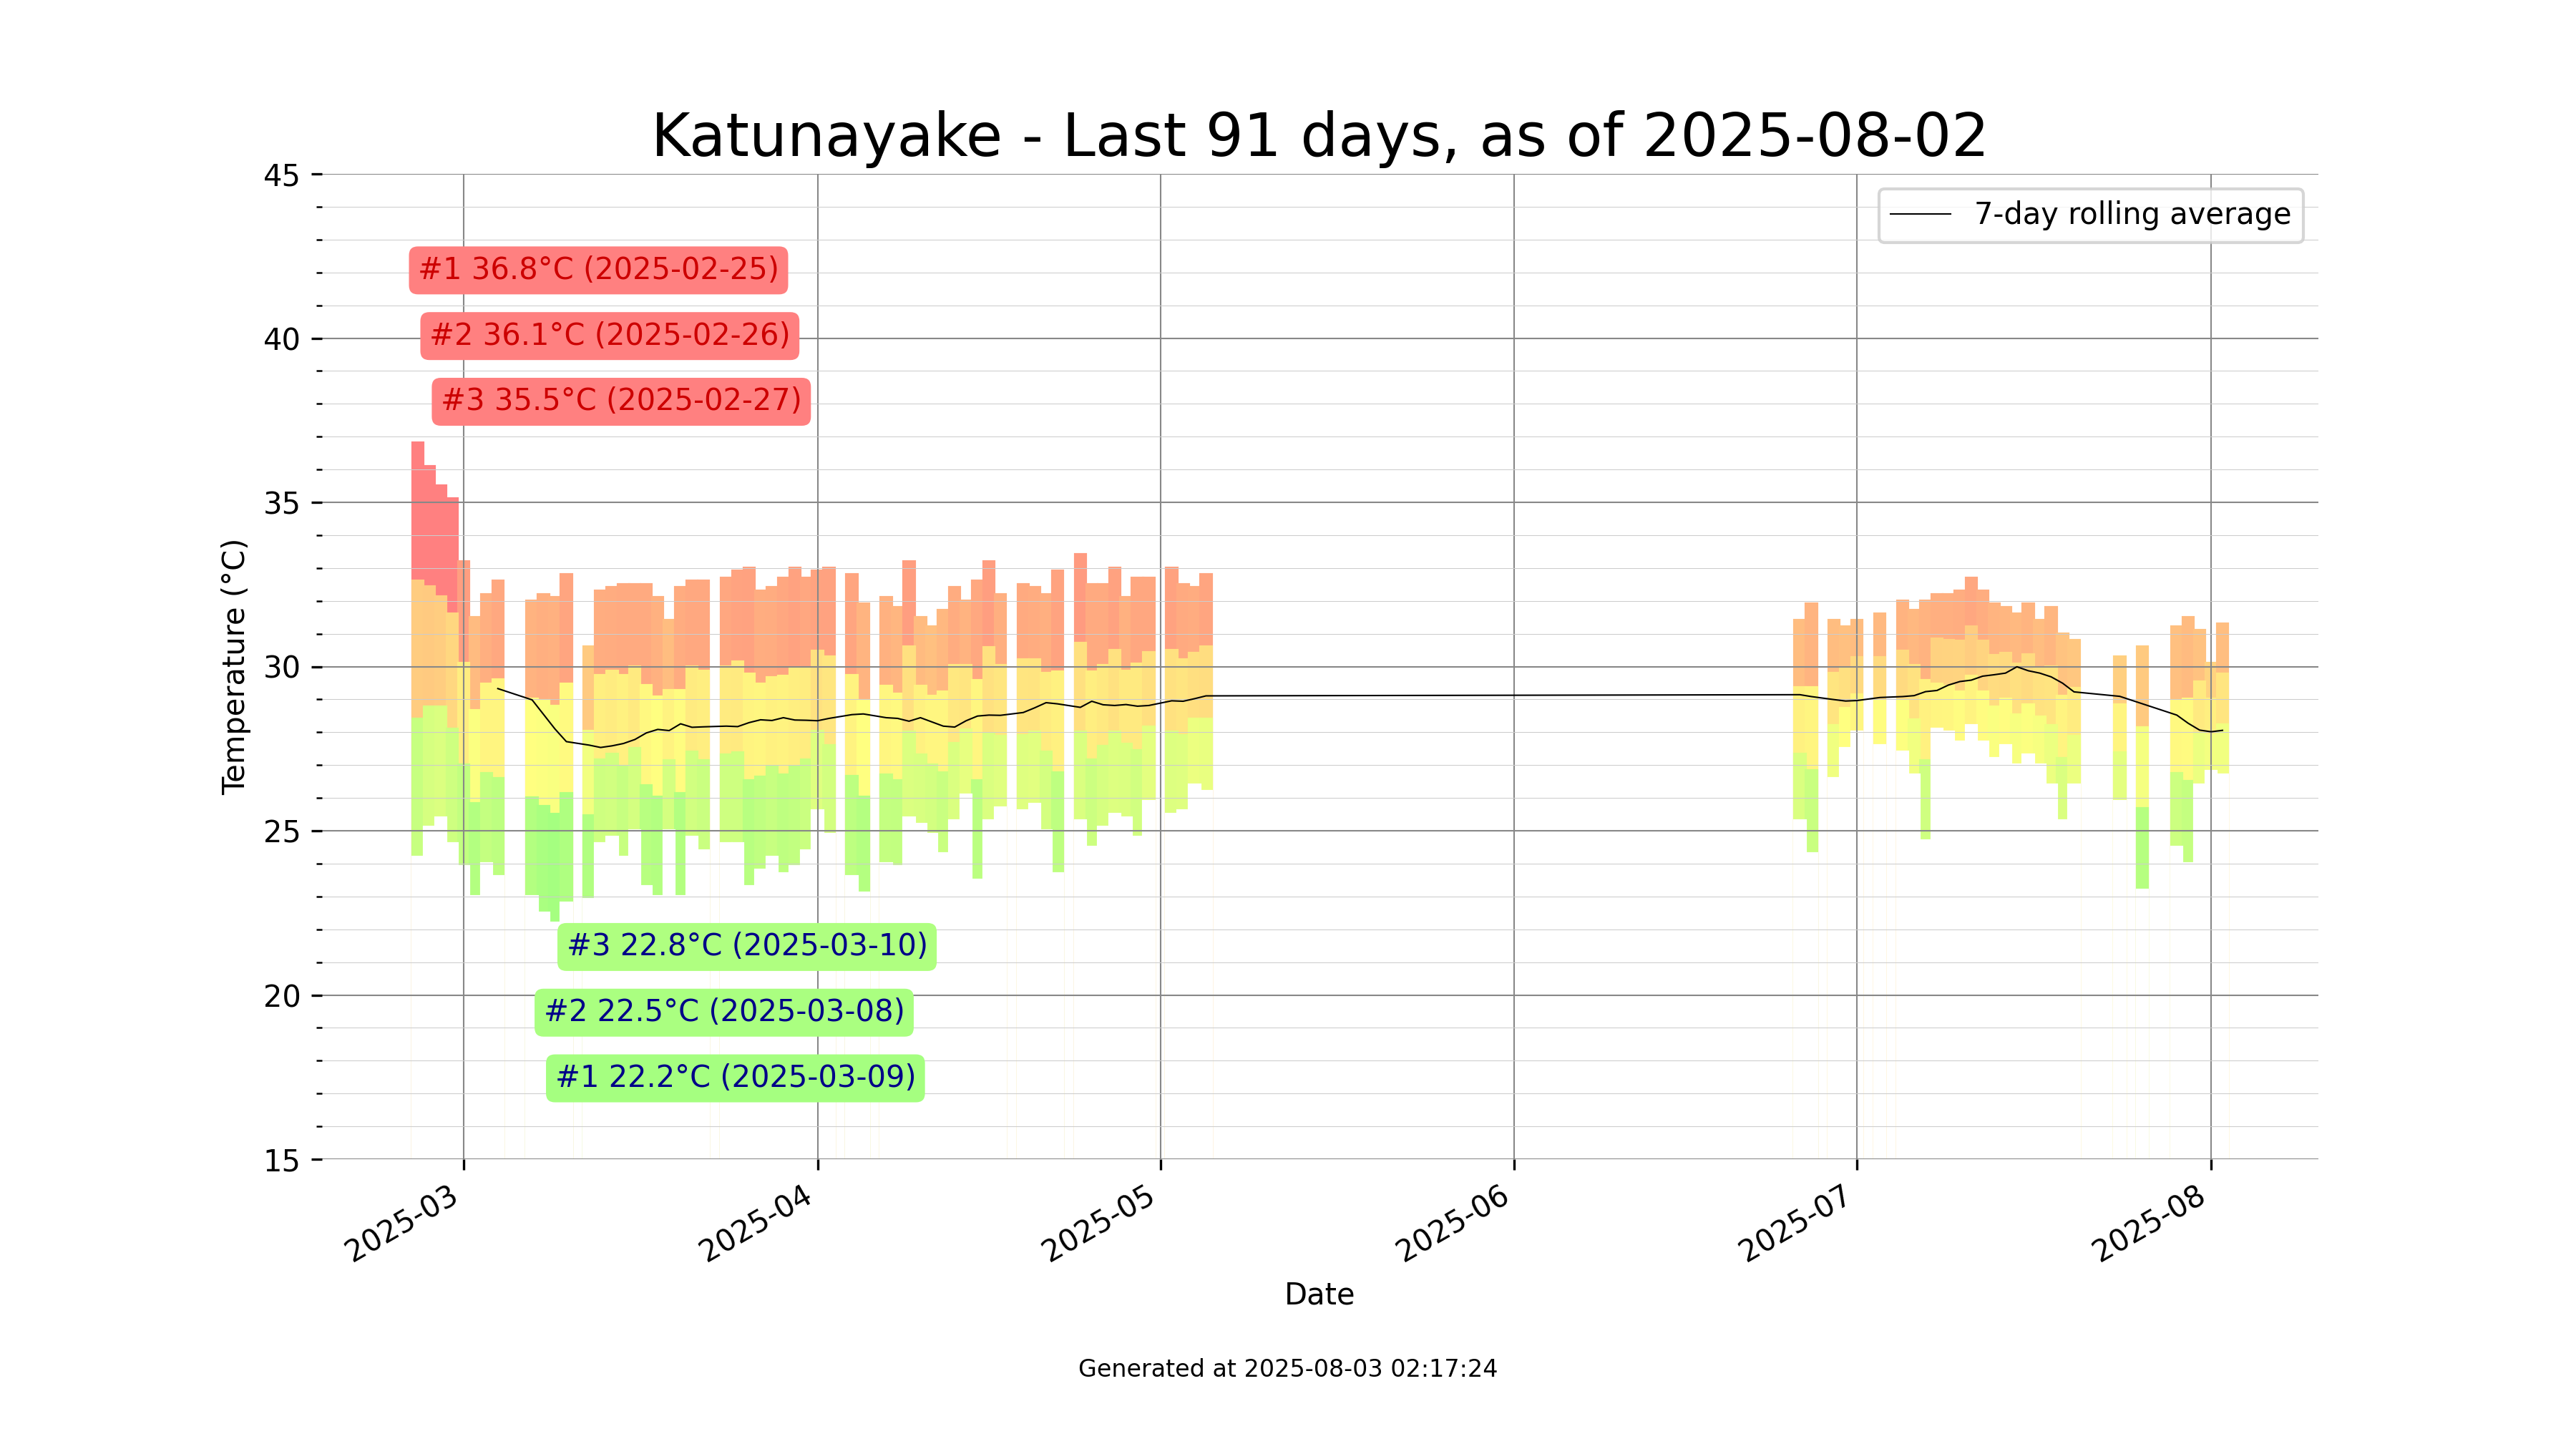 Katunayake - Last 91 days, as of 2025-08-02
7-day rolling average
#1 36.8°C (2025-02-25)
#2 36.1°C (2025-02-26)
#3 35.5°C (2025-02-27)
#3 22.8°C (2025-03-10)
#2 22.5°C (2025-03-08)
#1 22.2°C (2025-03-09)
Temperature (°C)
45
40
35
30
25
20
15
2025-03
2025-04
2025-05
2025-06
2025-07
2025-08
Date
Generated at 2025-08-03 02:17:24